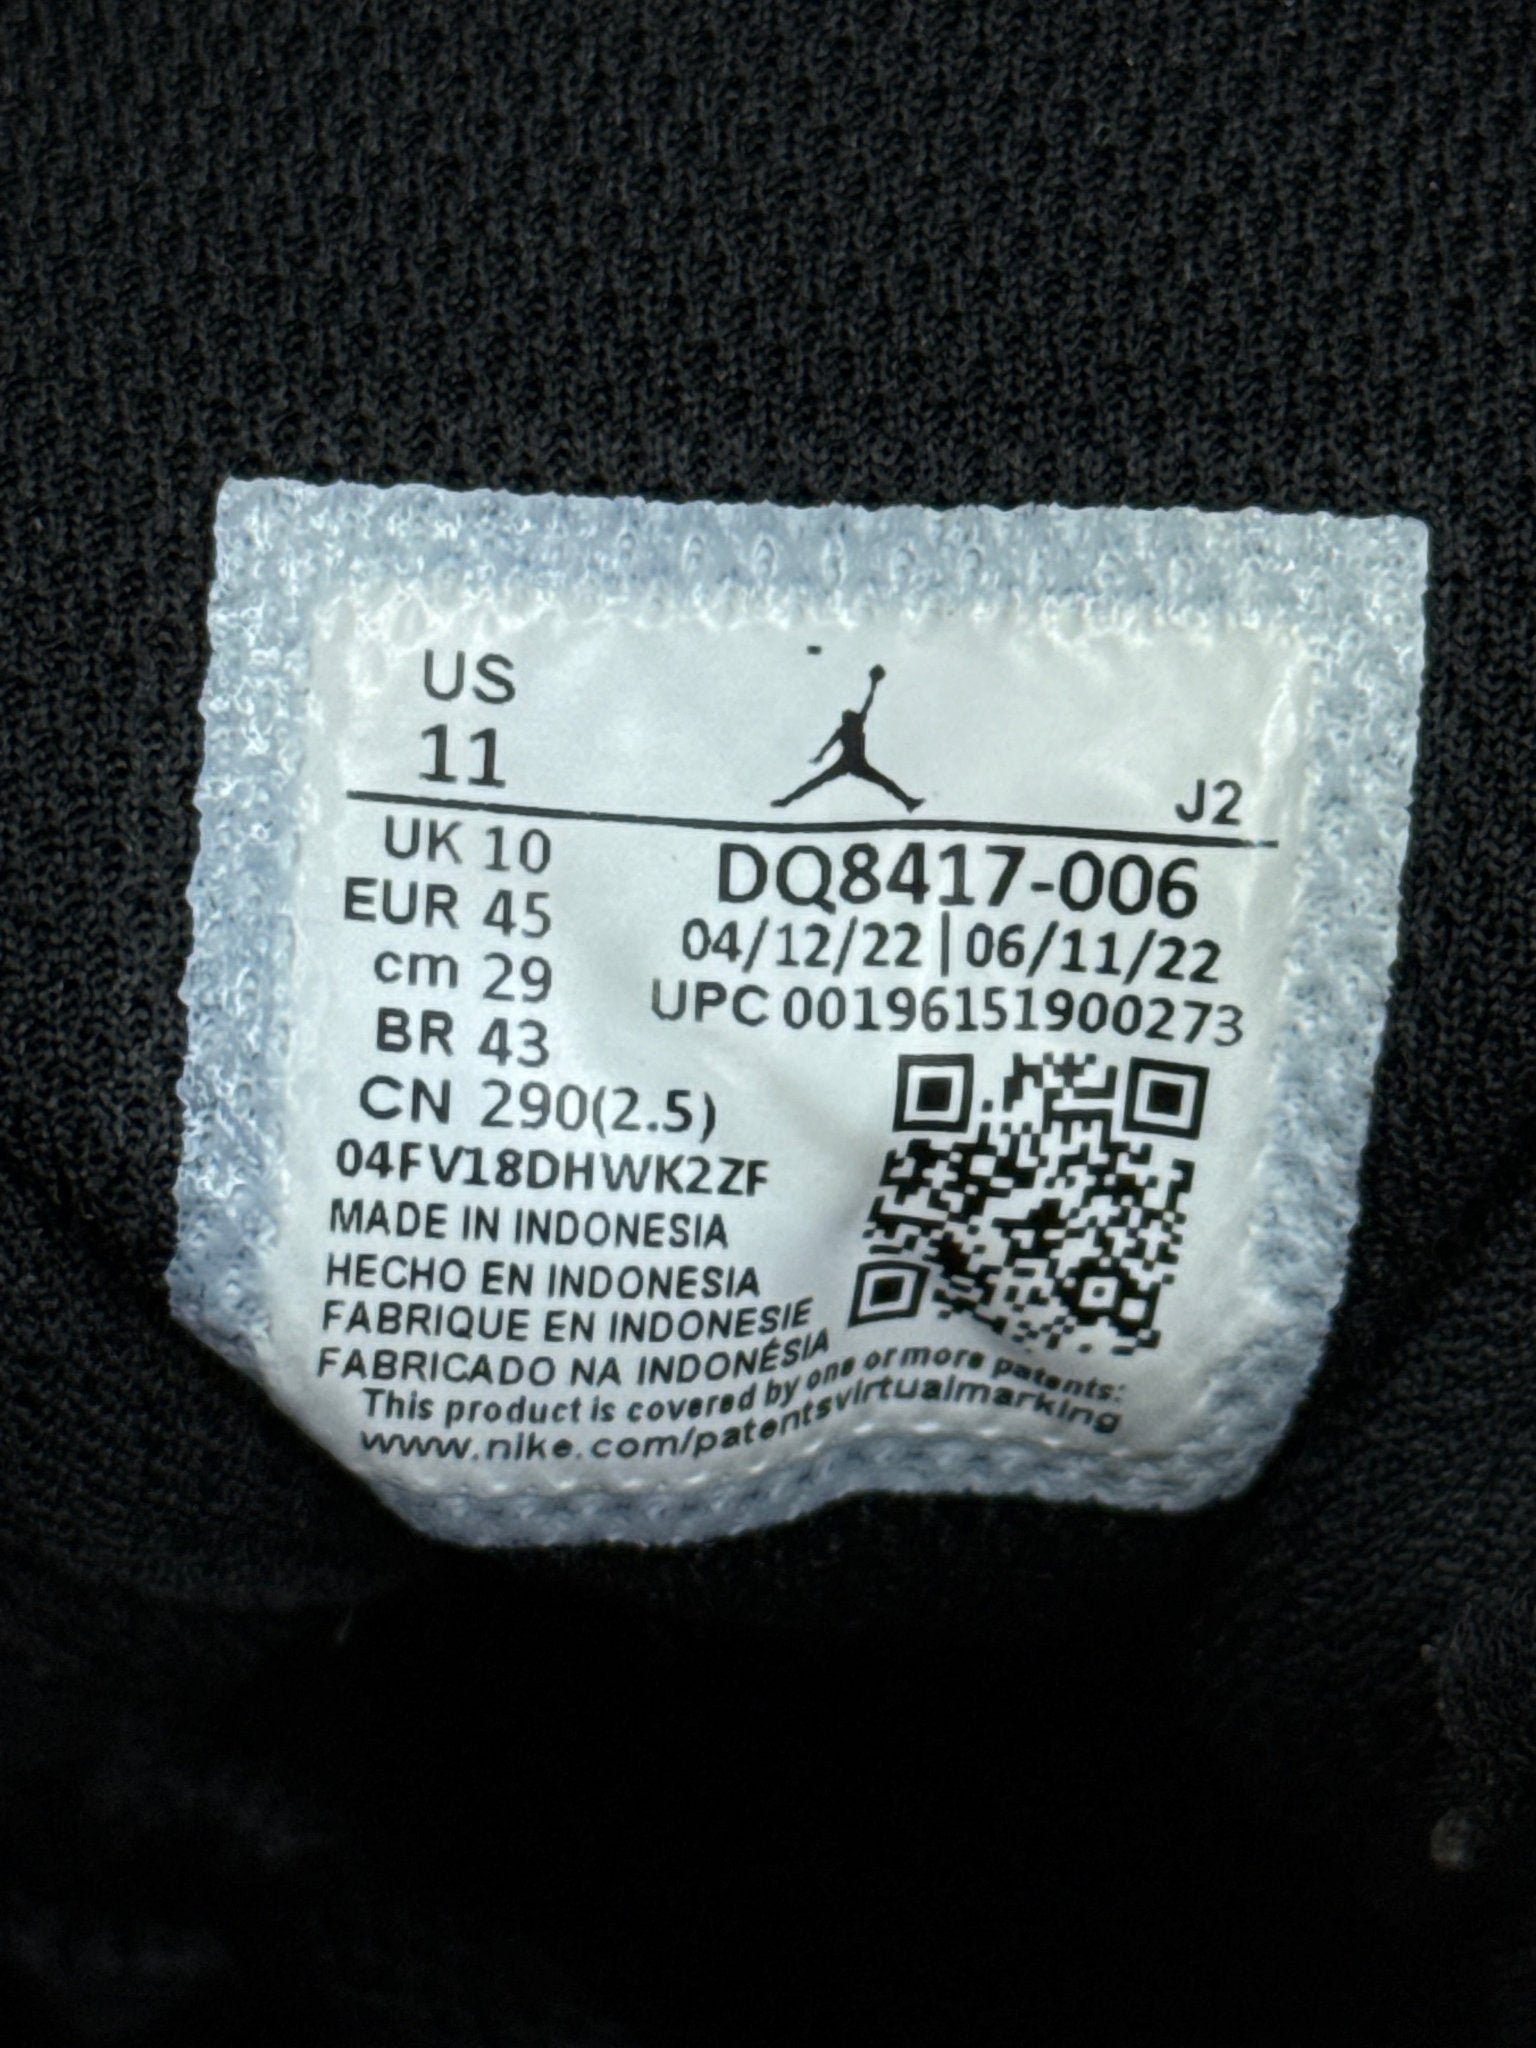 US
11
J2
UK 10
EUR 45
cm 29
BR 43
CN 290(2.5)
DQ8417-006
04/12/22 | 06/11/22
UPC 00196151900273
04FV18DHWK2ZF
MADE IN INDONESIA
HECHO EN INDONESIA
FABRIQUE EN INDONESIE
FABRICADO NA INDONÉSIA
This product is covered by one or more patents:
www.nike.com/patentsvirtualmarking